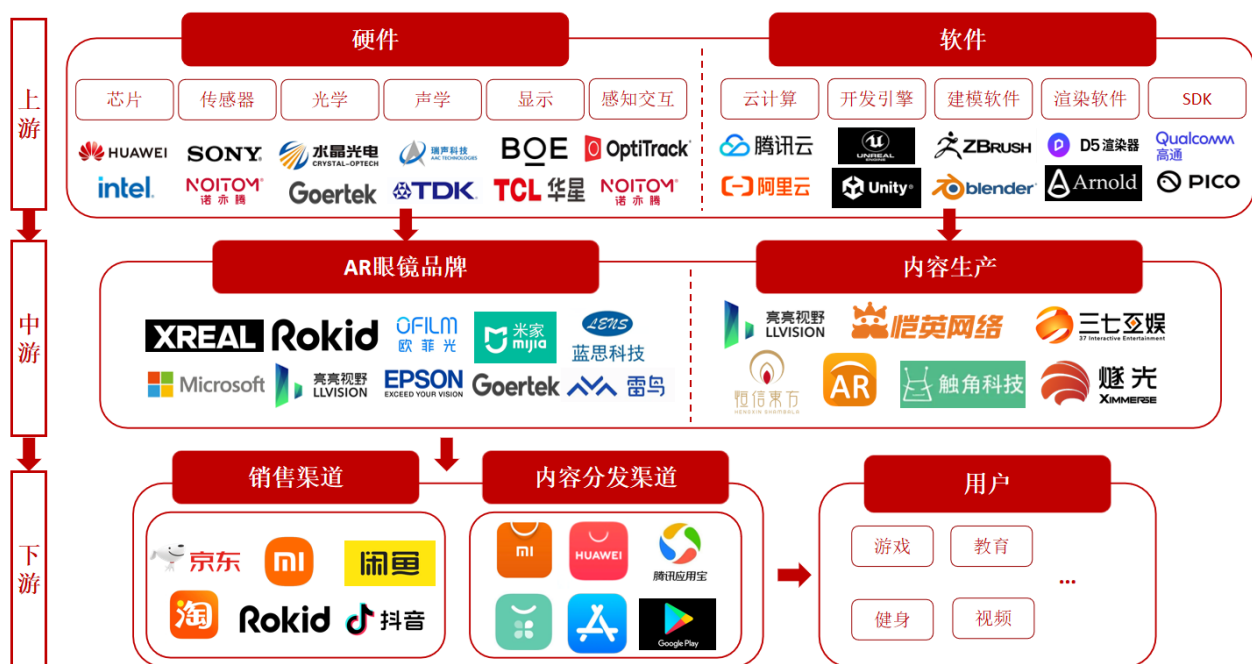 上游
硬件
软件
芯片
传感器
光学
声学
显示
感知交互
云计算
开发引擎
建模软件
渲染软件
SDK
HUAWEI
SONY
水晶光电
CRYSTAL-OPTECH
瑞声科技
AAC TECHNOLOGIES
BOE
OptiTrack
腾讯云
UNREAL
ENGINE
ZBRUSH
D5 渲染器
Qualcomm
高通
intel
NOITOM
诺亦腾
Goertek
TDK
TCL 华星
NOITOM
诺亦腾
阿里云
Unity
blender
Arnold
PICO
中游
AR眼镜品牌
内容生产
XREAL
Rokid
OFILM
欧菲光
米家
mijia
LENS
蓝思科技
亮亮视野
LLVISION
恺英网络
三七互娱
37 Interactive Entertainment
Microsoft
亮亮视野
LLVISION
EPSON
EXCEED YOUR VISION
Goertek
雷鸟
恒信東方
HENGXIN SHAMBALA
AR
触角科技
燧光
XIMMERSE
下游
销售渠道
内容分发渠道
用户
京东
mi
闲鱼
mi
HUAWEI
腾讯应用宝
游戏
教育
...
淘
Rokid
抖音
Google Play
健身
视频